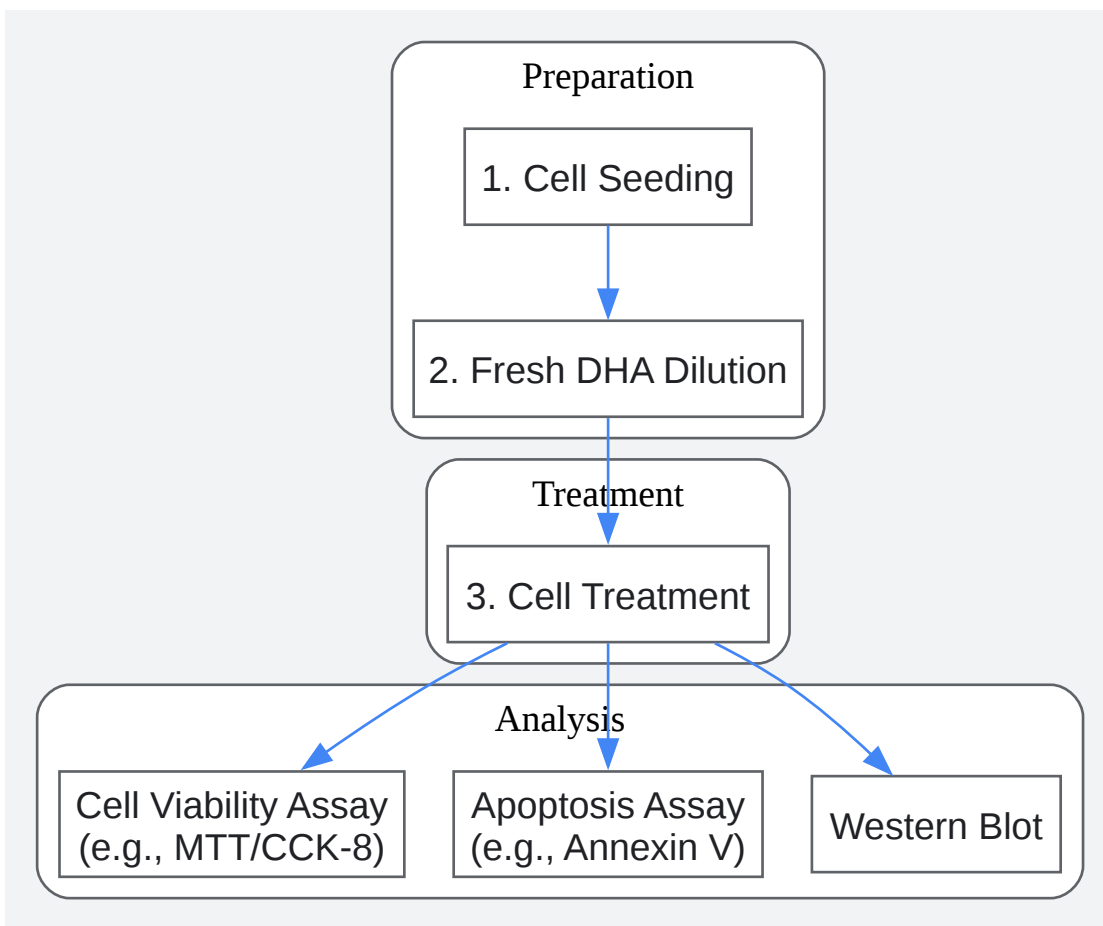 Preparation
1. Cell Seeding
2. Fresh DHA Dilution
Treatment
3. Cell Treatment
Analysis
Cell Viability Assay
(e.g., MTT/CCK-8)
Apoptosis Assay
(e.g., Annexin V)
Western Blot